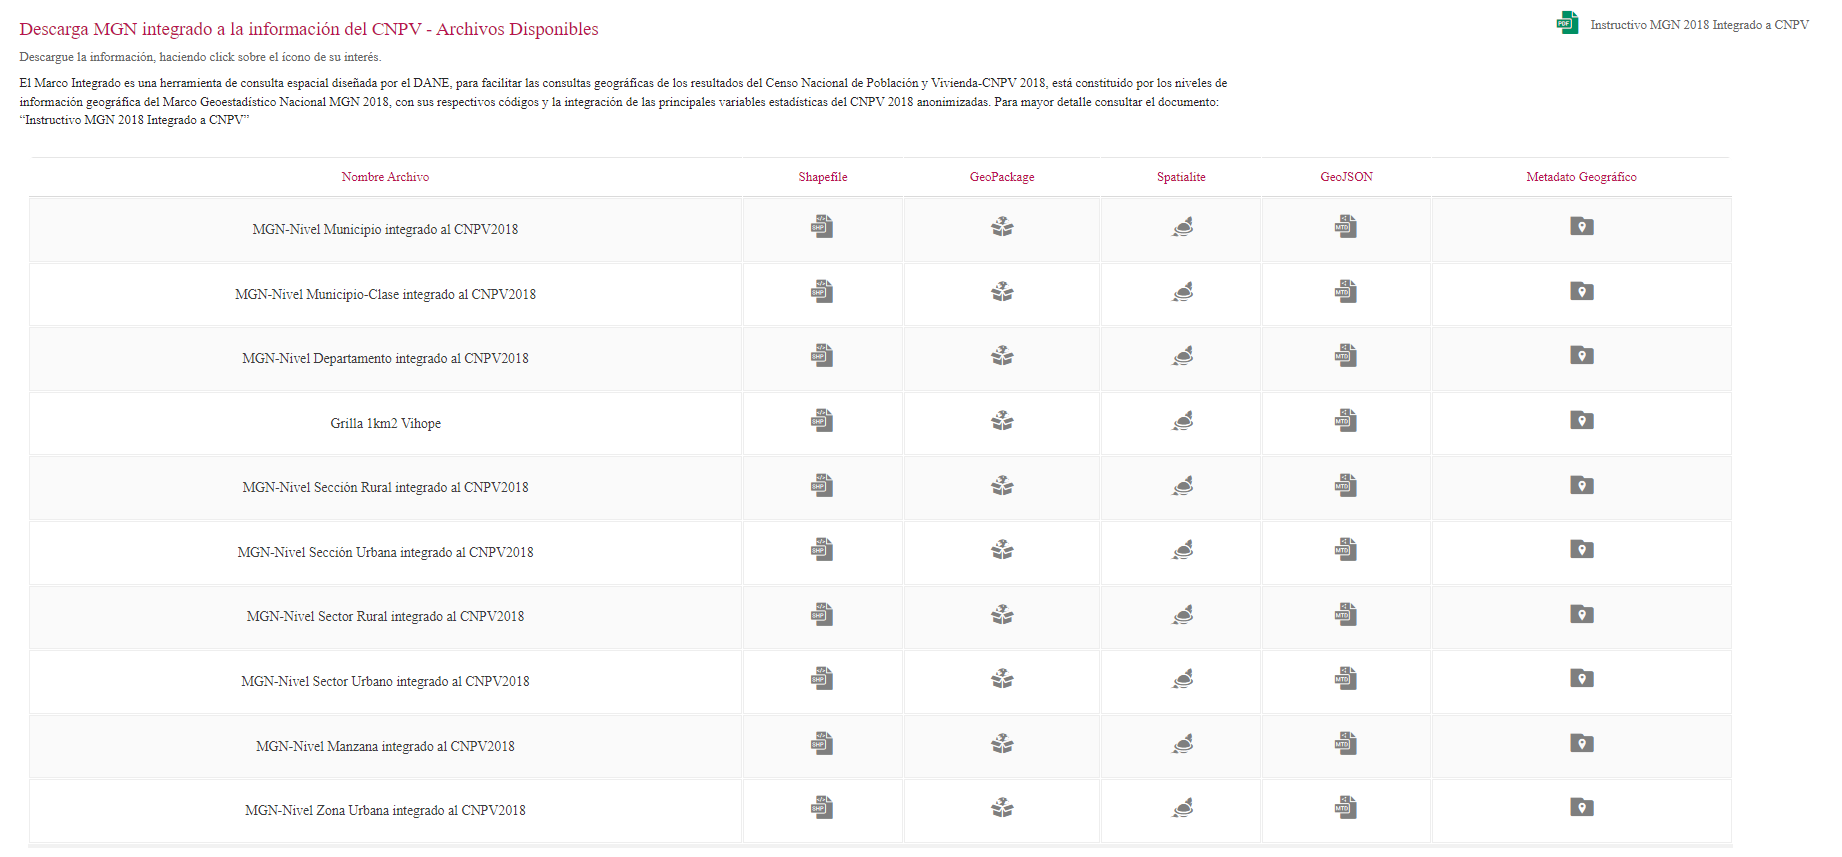 Descarga MGN integrado a la información del CNPV - Archivos Disponibles
Instructivo MGN 2018 Integrado a CNPV
Descargue la información, haciendo click sobre el ícono de su interés.
El Marco Integrado es una herramienta de consulta espacial diseñada por el DANE, para facilitar las consultas geográficas de los resultados del Censo Nacional de Población y Vivienda-CNPV 2018, está constituido por los niveles de
información geográfica del Marco Geoestadístico Nacional MGN 2018, con sus respectivos códigos y la integración de las principales variables estadísticas del CNPV 2018 anonimizadas. Para mayor detalle consultar el documento:
“Instructivo MGN 2018 Integrado a CNPV”
Nombre Archivo Shapefile GeoPackage Spatialite GeoJSON Metadato Geográfico
MGN-Nivel Municipio integrado al CNPV2018 SHP MTD
MGN-Nivel Municipio-Clase integrado al CNPV2018 SHP MTD
MGN-Nivel Departamento integrado al CNPV2018 SHP MTD
Grilla 1km2 Vihope SHP MTD
MGN-Nivel Sección Rural integrado al CNPV2018 SHP MTD
MGN-Nivel Sección Urbana integrado al CNPV2018 SHP MTD
MGN-Nivel Sector Rural integrado al CNPV2018 SHP MTD
MGN-Nivel Sector Urbano integrado al CNPV2018 SHP MTD
MGN-Nivel Manzana integrado al CNPV2018 SHP MTD
MGN-Nivel Zona Urbana integrado al CNPV2018 SHP MTD